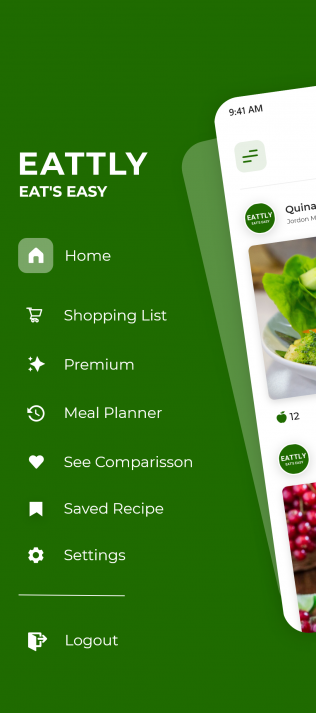 9:41 AM
EATTLY
EAT'S EASY
EATTLY
EAT'S EASY
Quina
Jordon M
Home
Shopping List
Premium
Meal Planner
12
See Comparisson
EATTLY
EAT'S EASY
Saved Recipe
Settings
Logout